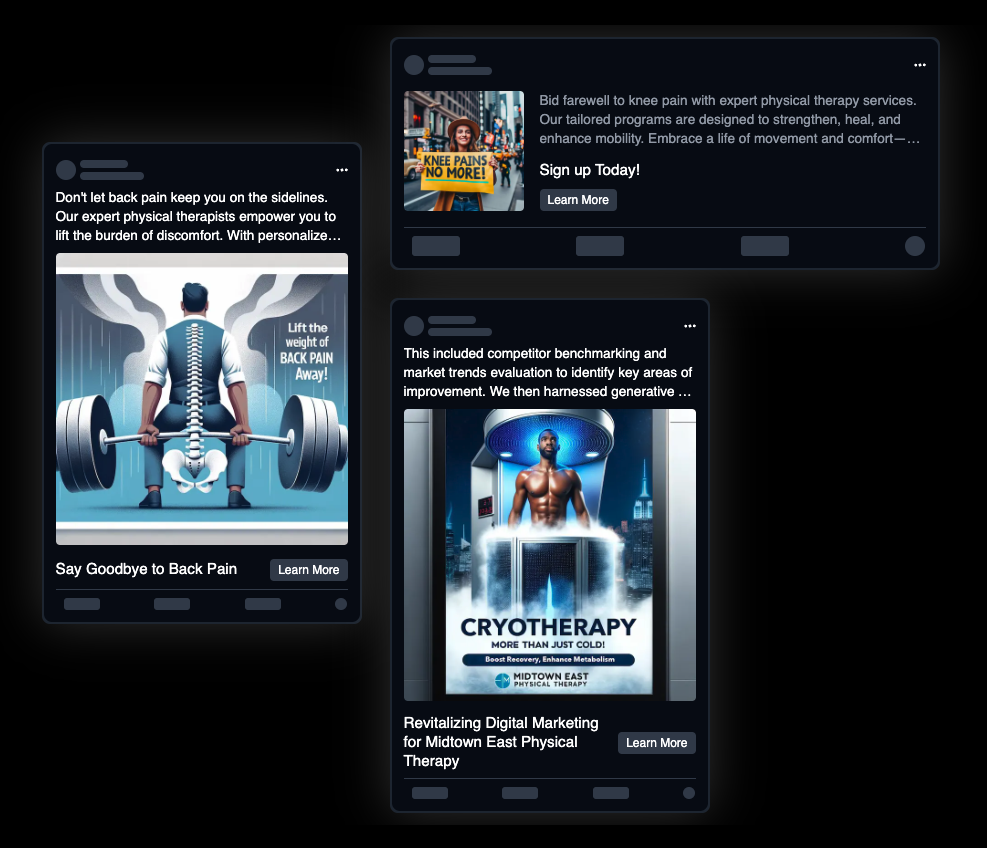 Don't let back pain keep you on the sidelines.
Our expert physical therapists empower you to
lift the burden of discomfort. With personalize…
Lift the
weight of
BACK PAIN
Away!
Say Goodbye to Back Pain
Learn More
Bid farewell to knee pain with expert physical therapy services.
Our tailored programs are designed to strengthen, heal, and
enhance mobility. Embrace a life of movement and comfort—…
KNEE PAINS
NO MORE!
Sign up Today!
Learn More
This included competitor benchmarking and
market trends evaluation to identify key areas of
improvement. We then harnessed generative …
CRYOTHERAPY
MORE THAN JUST COLD!
Boost Recovery, Enhance Metabolism
MIDTOWN EAST
PHYSICAL THERAPY
Revitalizing Digital Marketing
for Midtown East Physical
Therapy
Learn More